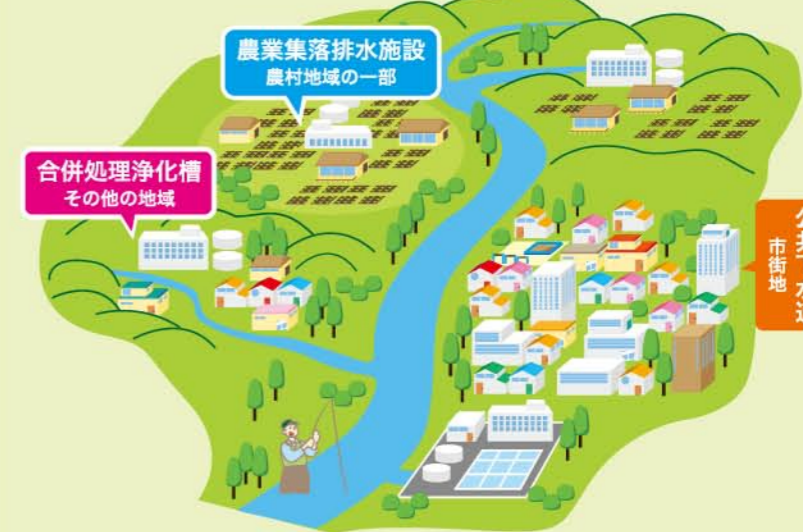 農業集落排水施設
農村地域の一部
合併処理浄化槽
その他の地域
市街地